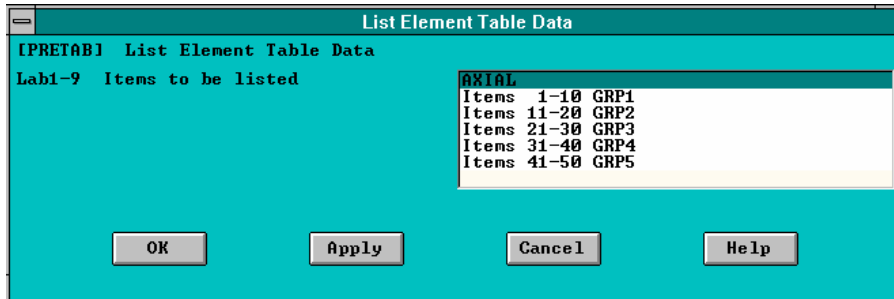 List Element Table Data
[PRETAB] List Element Table Data
Lab1-9 Items to be listed
AXIAL
Items 1-10 GRP1
Items 11-20 GRP2
Items 21-30 GRP3
Items 31-40 GRP4
Items 41-50 GRP5
OK Apply Cancel Help